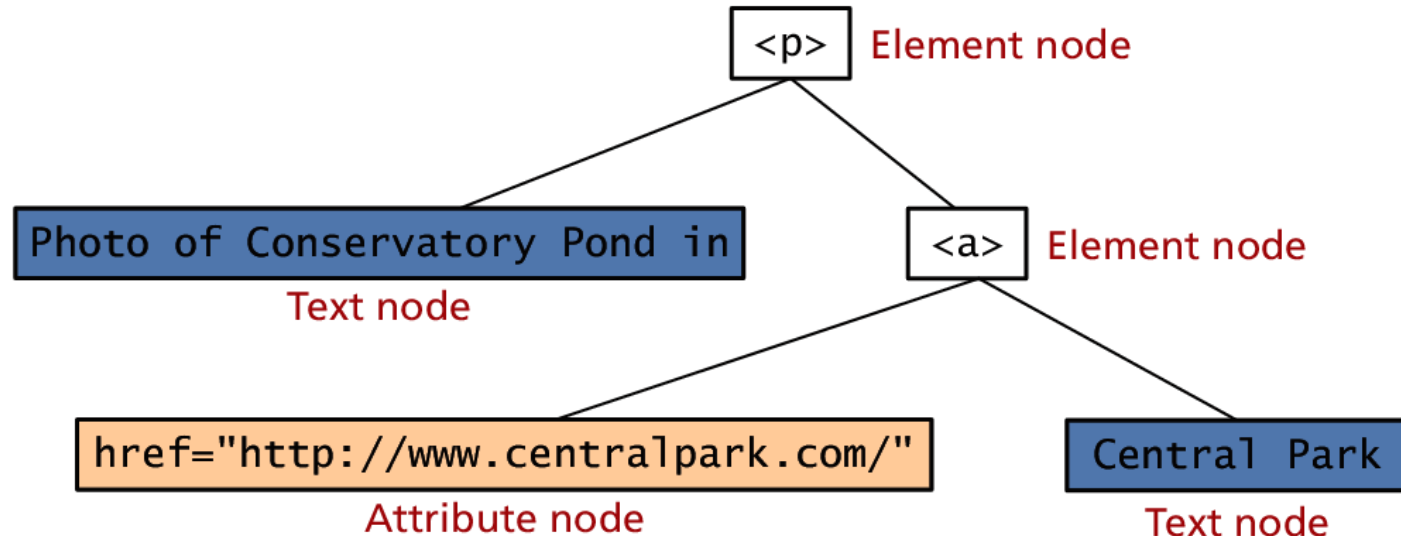 <p> Element node
Photo of Conservatory Pond in
<a> Element node
Text node
href="http://www.centralpark.com/"
Central Park
Attribute node
Text node